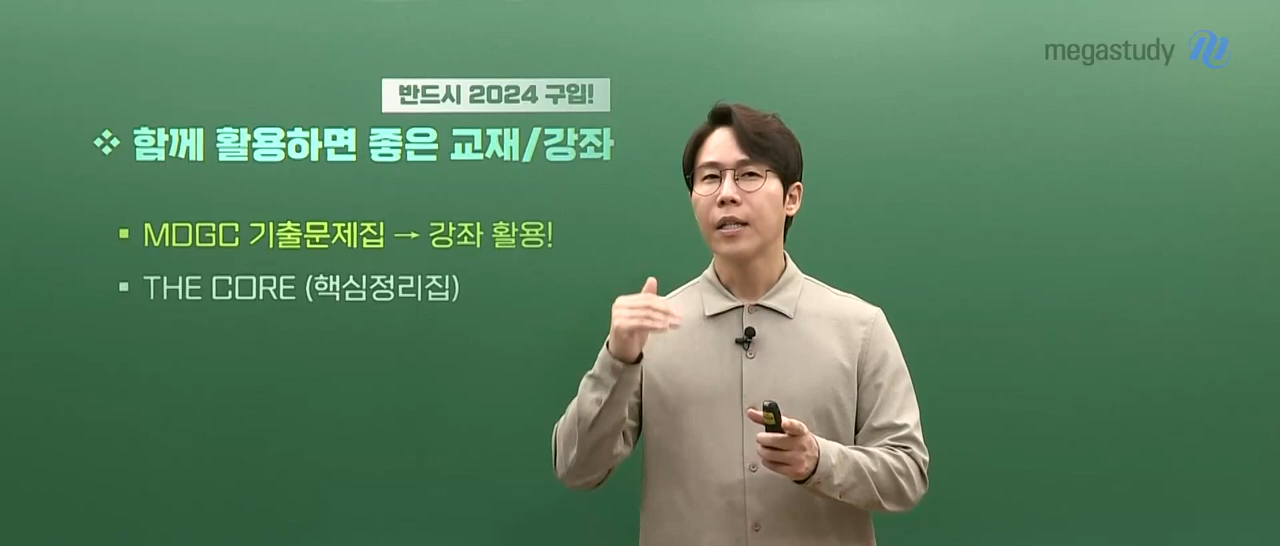 megastudy
반드시 2024 구입!
❖ 함께 활용하면 좋은 교재/강좌
▪ MDGC 기출문제집 → 강좌 활용!
▪ THE CORE (핵심정리집)